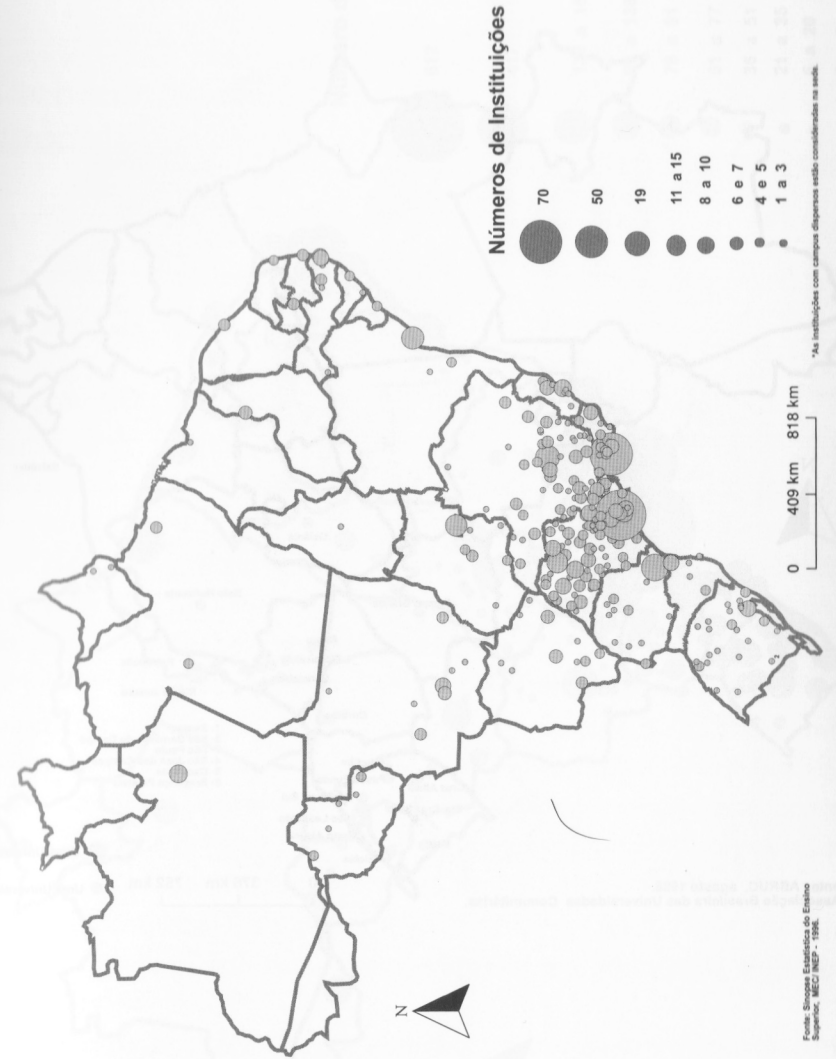 Números de Instituições
70
50
19
11 a 15
8 a 10
6 e 7
4 e 5
1 a 3
N
0
409 km
818 km
*As instituições com campus dispersos estão consideradas na sede.
Fonte: Sinopse Estatística do Ensino
Superior, MEC/ INEP - 1996.